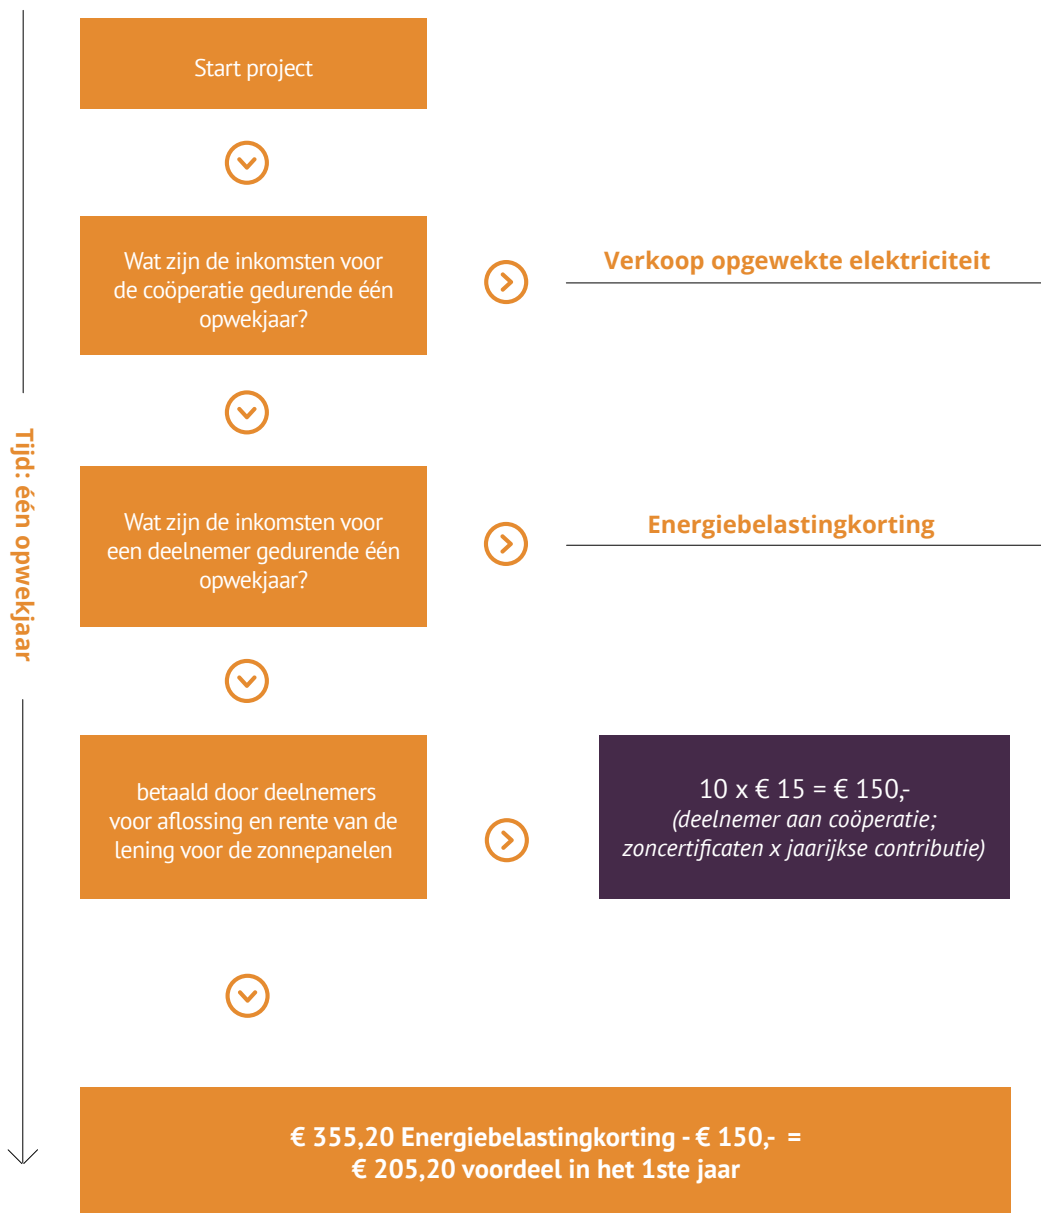 Start project
Wat zijn de inkomsten voor
de coöperatie gedurende één
opwekjaar?
Verkoop opgewekte elektriciteit
Tijd: één opwekjaar
Wat zijn de inkomsten voor
een deelnemer gedurende één
opwekjaar?
Energiebelastingkorting
betaald door deelnemers
voor aflossing en rente van de
lening voor de zonnepanelen
10 x € 15 = € 150,-
(deelnemer aan coöperatie;
zoncertificaten x jaarijkse contributie)
€ 355,20 Energiebelastingkorting - € 150,- =
€ 205,20 voordeel in het 1ste jaar